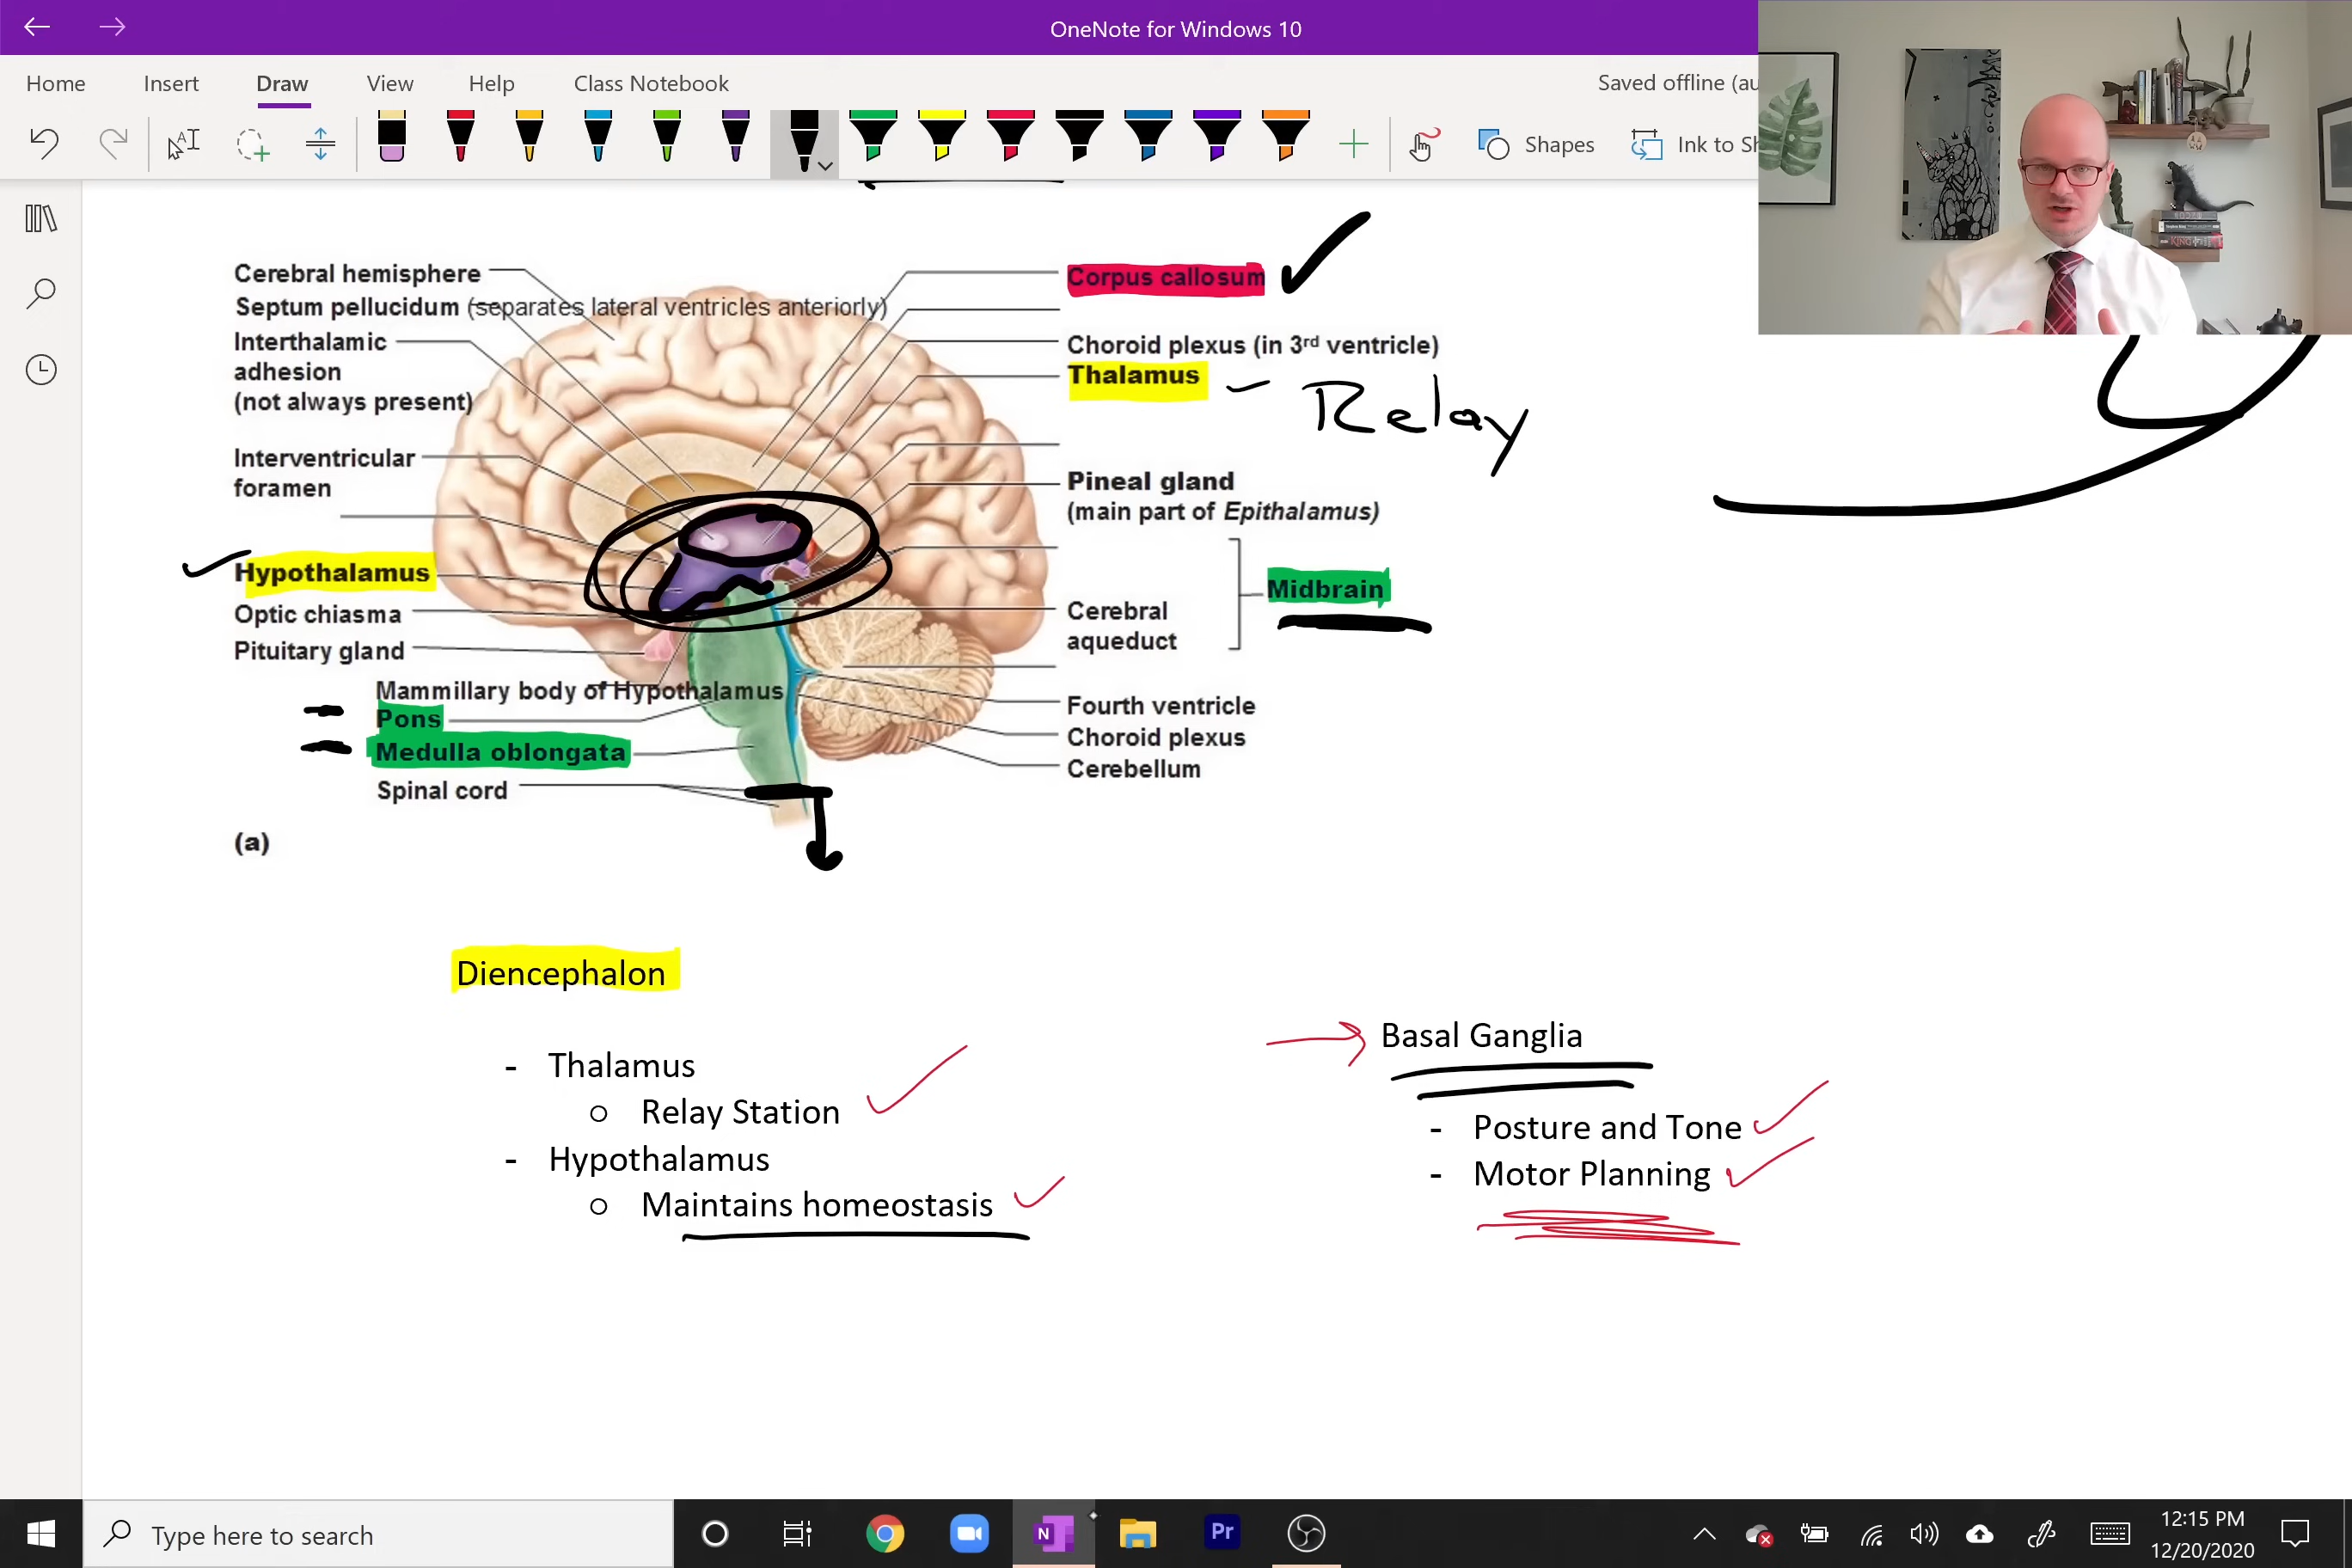 OneNote for Windows 10
Home Insert Draw View Help Class Notebook Saved offline (au
Shapes Ink to Sh
Cerebral hemisphere
Septum pellucidum (separates lateral ventricles anteriorly)
Interthalamic
adhesion
(not always present)
Interventricular
foramen
Hypothalamus
Optic chiasma
Pituitary gland
Mammillary body of Hypothalamus
Pons
Medulla oblongata
Spinal cord
(a)
Corpus callosum
Choroid plexus (in 3rd ventricle)
Thalamus
Relay
Pineal gland
(main part of Epithalamus)
Midbrain
Cerebral
aqueduct
Fourth ventricle
Choroid plexus
Cerebellum
Diencephalon
- Thalamus
o Relay Station
- Hypothalamus
o Maintains homeostasis
Basal Ganglia
- Posture and Tone
- Motor Planning
Type here to search
N
Pr
12:15 PM
12/20/2020